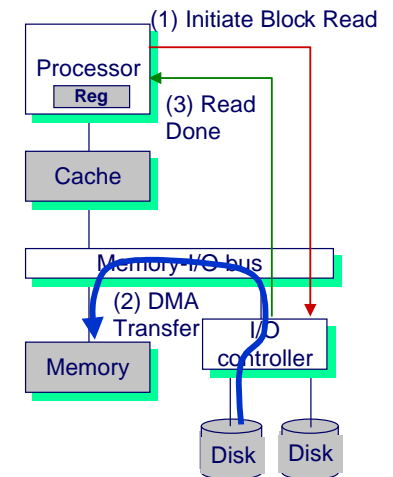 (1) Initiate Block Read
Processor
Reg
(3) Read
Done
Cache
Memory-I/O bus
(2) DMA
Transfer
I/O
controller
Memory
Disk
Disk